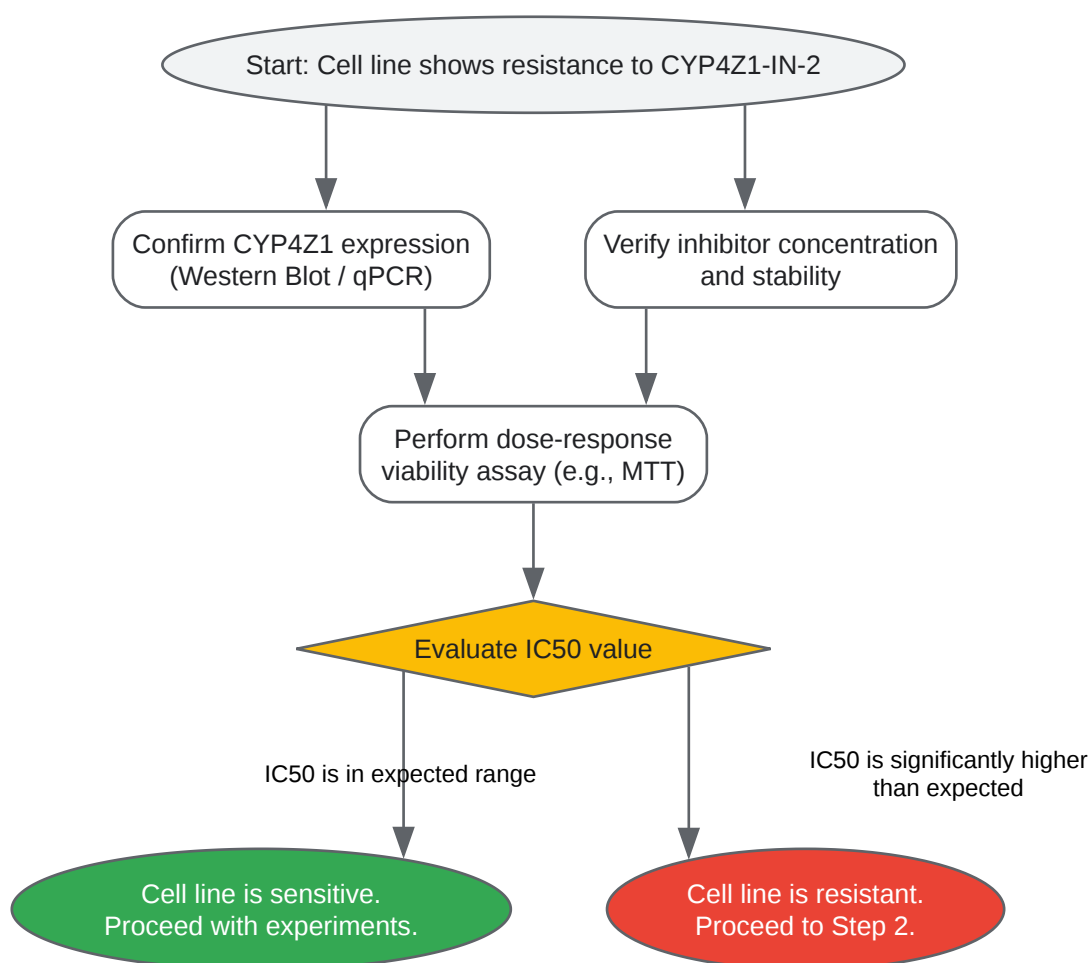 Start: Cell line shows resistance to CYP4Z1-IN-2
Confirm CYP4Z1 expression
(Western Blot / qPCR)
Verify inhibitor concentration
and stability
Perform dose-response
viability assay (e.g., MTT)
Evaluate IC50 value
IC50 is in expected range
IC50 is significantly higher
than expected
Cell line is sensitive.
Proceed with experiments.
Cell line is resistant.
Proceed to Step 2.